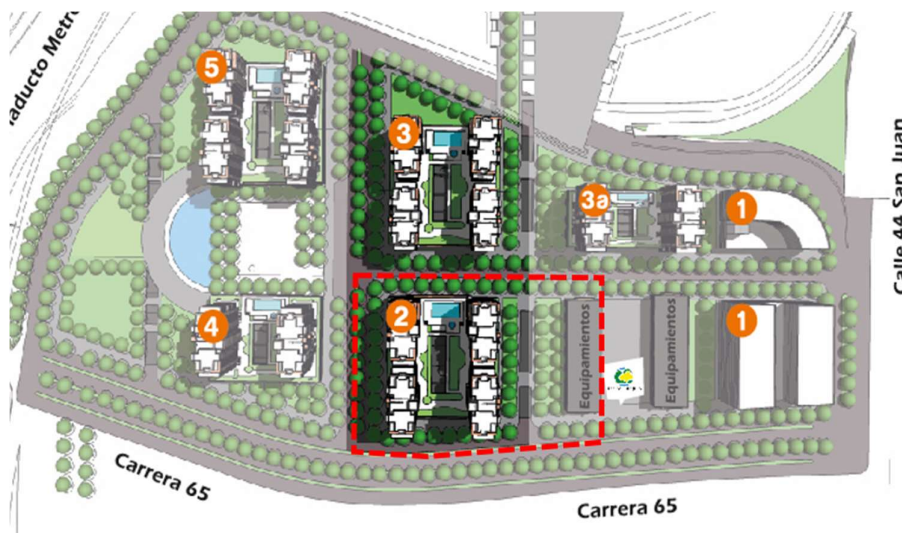 aducto Metro
5
3
3a
1
Calle 44 San Juan
4
2
Equipamientos
Equipamientos
1
Carrera 65
Carrera 65